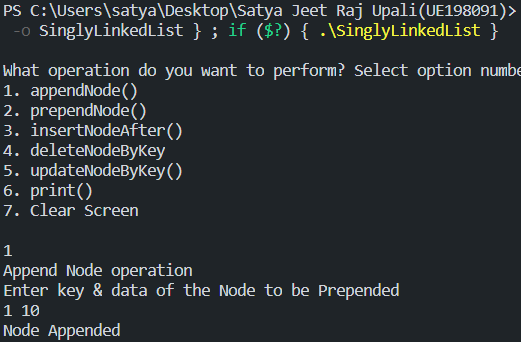 PS C:\Users\satya\Desktop\Satya Jeet Raj Upali(UE198091)>
-o SinglyLinkedList } ; if ($?) { .\SinglyLinkedList }
What operation do you want to perform? Select option numbe
1. appendNode()
2. prependNode()
3. insertNodeAfter()
4. deleteNodeByKey
5. updateNodeByKey()
6. print()
7. Clear Screen
1
Append Node operation
Enter key & data of the Node to be Prepended
1 10
Node Appended